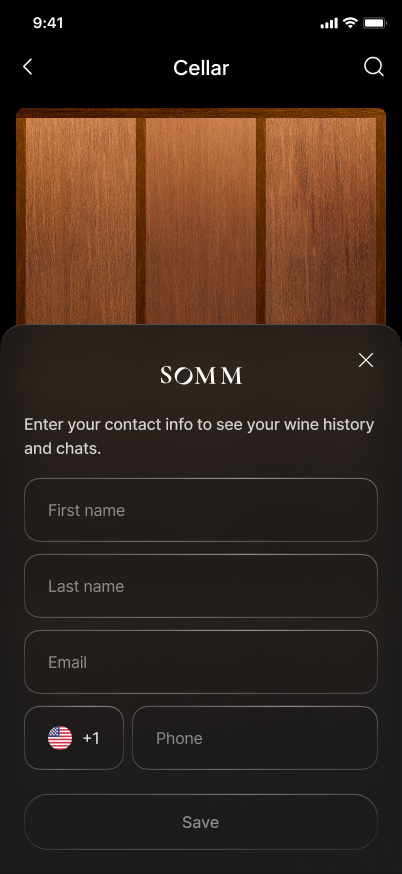 9:41
Cellar
SOMM
Enter your contact info to see your wine history
and chats.
First name
Last name
Email
+1 Phone
Save